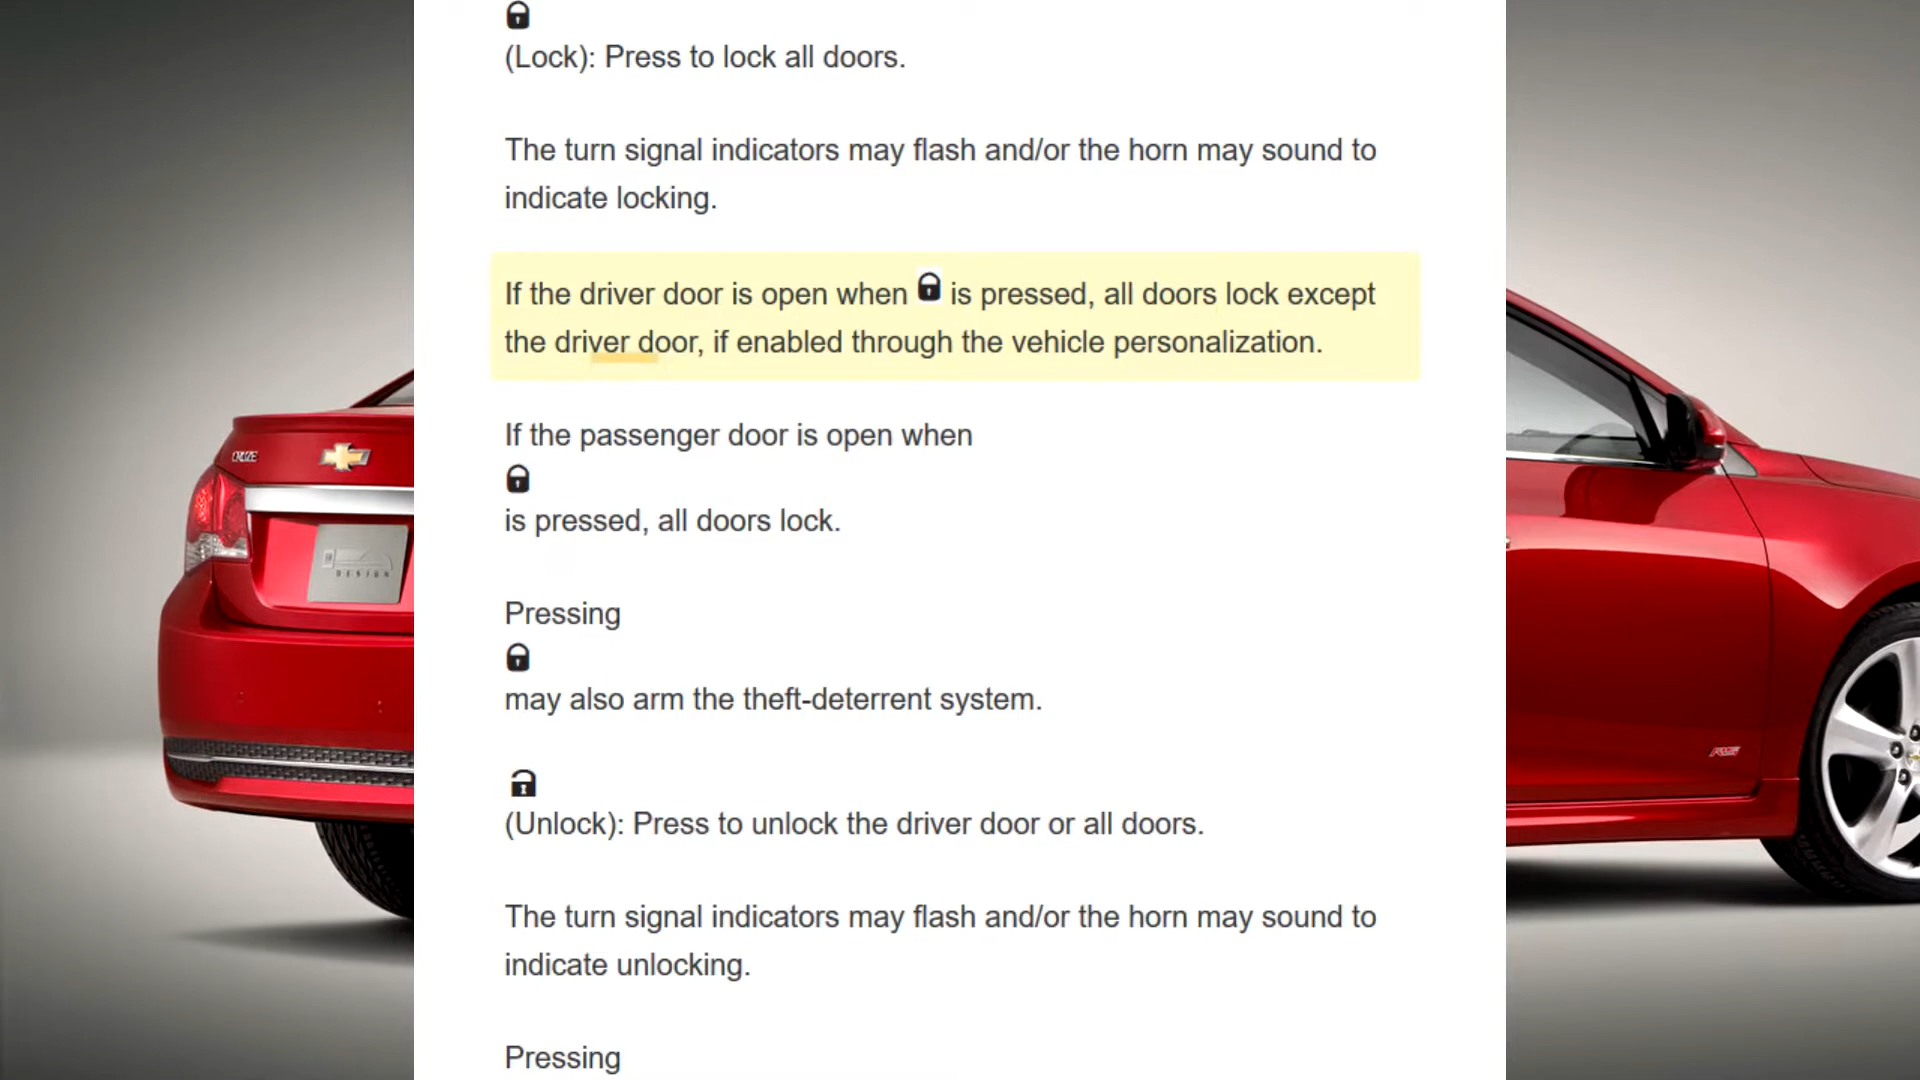 (Lock): Press to lock all doors.
The turn signal indicators may flash and/or the horn may sound to
indicate locking.
If the driver door is open when is pressed, all doors lock except
the driver door, if enabled through the vehicle personalization.
If the passenger door is open when
is pressed, all doors lock.
Pressing
may also arm the theft-deterrent system.
(Unlock): Press to unlock the driver door or all doors.
The turn signal indicators may flash and/or the horn may sound to
indicate unlocking.
Pressing
CRUZE
DESIGN
RS